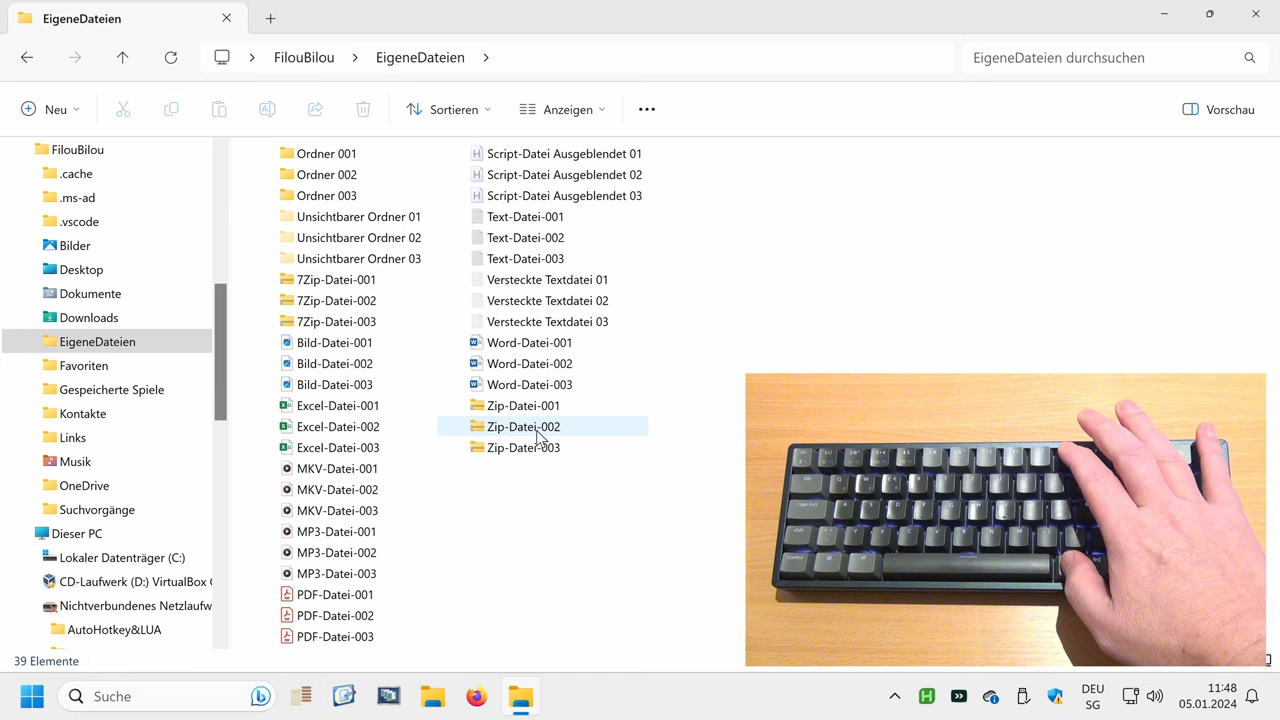 EigeneDateien
FilouBilou
EigeneDateien
EigeneDateien durchsuchen
Neu
Sortieren
Anzeigen
Vorschau
FilouBilou
.cache
.ms-ad
.vscode
Bilder
Desktop
Dokumente
Downloads
EigeneDateien
Favoriten
Gespeicherte Spiele
Kontakte
Links
Musik
OneDrive
Suchvorgänge
Dieser PC
Lokaler Datenträger (C:)
CD-Laufwerk (D:) VirtualBox
Nichtverbundenes Netzlaufw
AutoHotkey&LUA
Ordner 001
Ordner 002
Ordner 003
Unsichtbarer Ordner 01
Unsichtbarer Ordner 02
Unsichtbarer Ordner 03
7Zip-Datei-001
7Zip-Datei-002
7Zip-Datei-003
Bild-Datei-001
Bild-Datei-002
Bild-Datei-003
Excel-Datei-001
Excel-Datei-002
Excel-Datei-003
MKV-Datei-001
MKV-Datei-002
MKV-Datei-003
MP3-Datei-001
MP3-Datei-002
MP3-Datei-003
PDF-Datei-001
PDF-Datei-002
PDF-Datei-003
Script-Datei Ausgeblendet 01
Script-Datei Ausgeblendet 02
Script-Datei Ausgeblendet 03
Text-Datei-001
Text-Datei-002
Text-Datei-003
Versteckte Textdatei 01
Versteckte Textdatei 02
Versteckte Textdatei 03
Word-Datei-001
Word-Datei-002
Word-Datei-003
Zip-Datei-001
Zip-Datei-002
Zip-Datei-003
39 Elemente
Suche
DEU
SG
11:48
05.01.2024